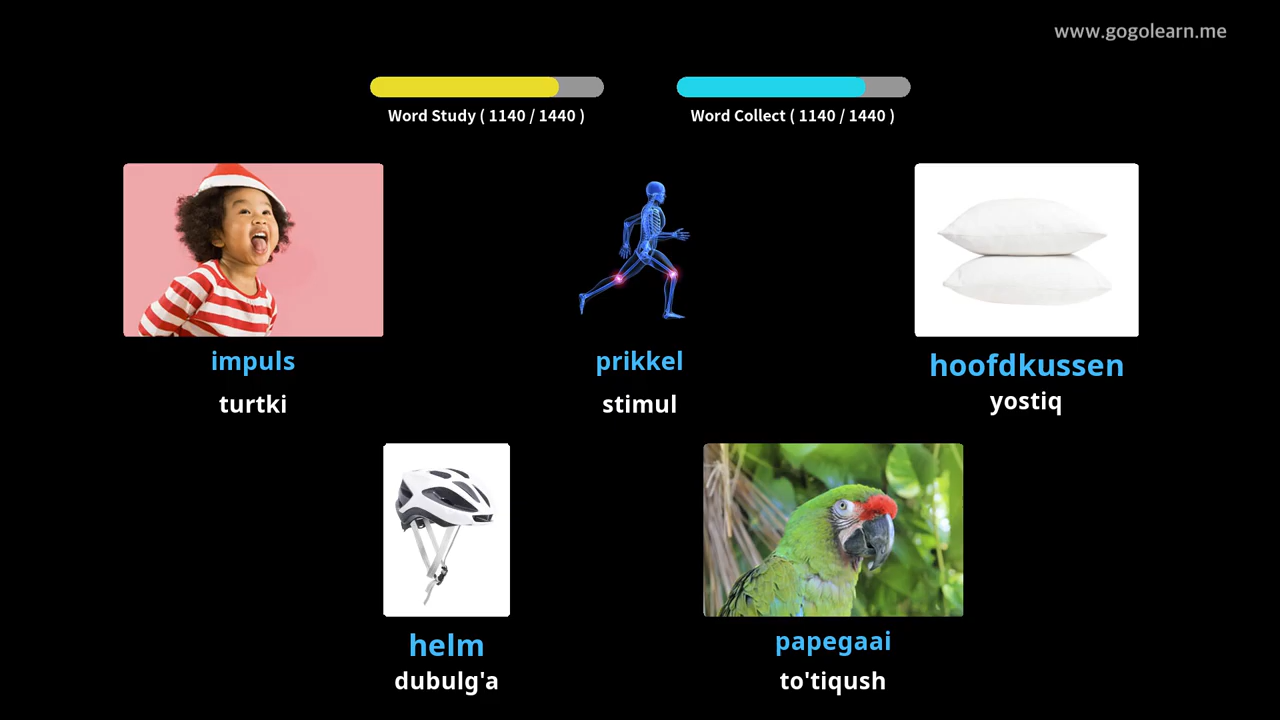 www.gogolearn.me
Word Study ( 1140 / 1440 )
Word Collect ( 1140 / 1440 )
impuls
turtki
prikkel
stimul
hoofdkussen
yostiq
helm
dubulg'a
papegaai
to'tiqush